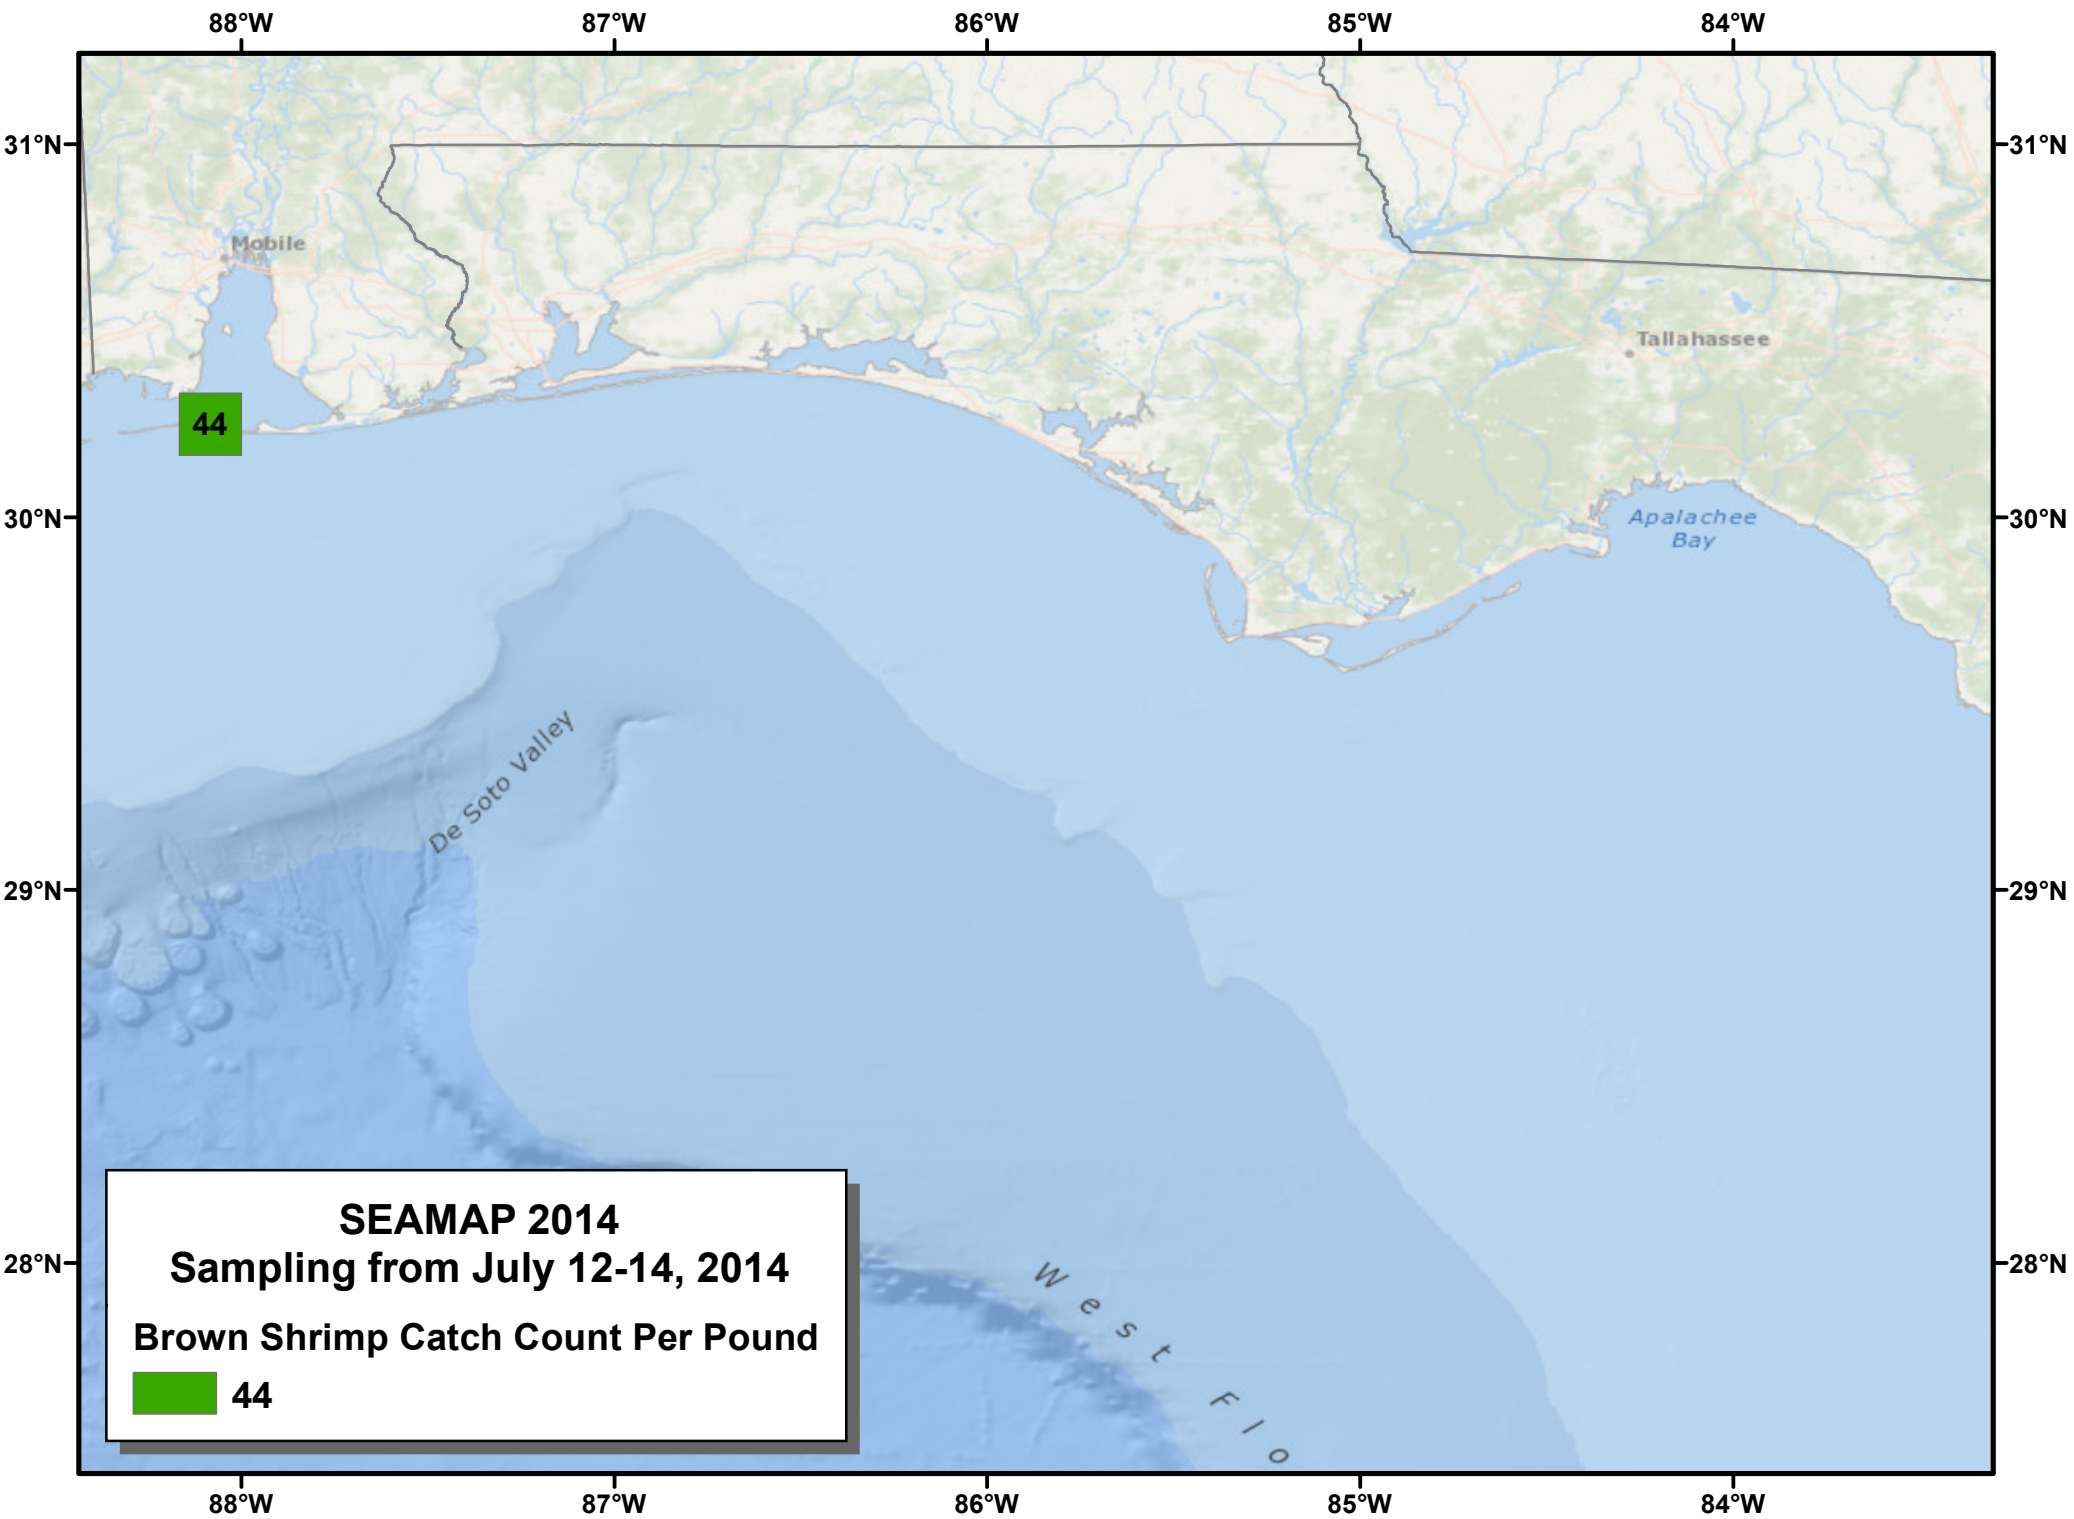 88°W 87°W 86°W 85°W 84°W
31°N 31°N
Mobile
Tallahassee
44
30°N 30°N
Apalachee
Bay
De Soto Valley
29°N 29°N
28°N 28°N
West Flo
SEAMAP 2014
Sampling from July 12-14, 2014
Brown Shrimp Catch Count Per Pound
44
88°W 87°W 86°W 85°W 84°W